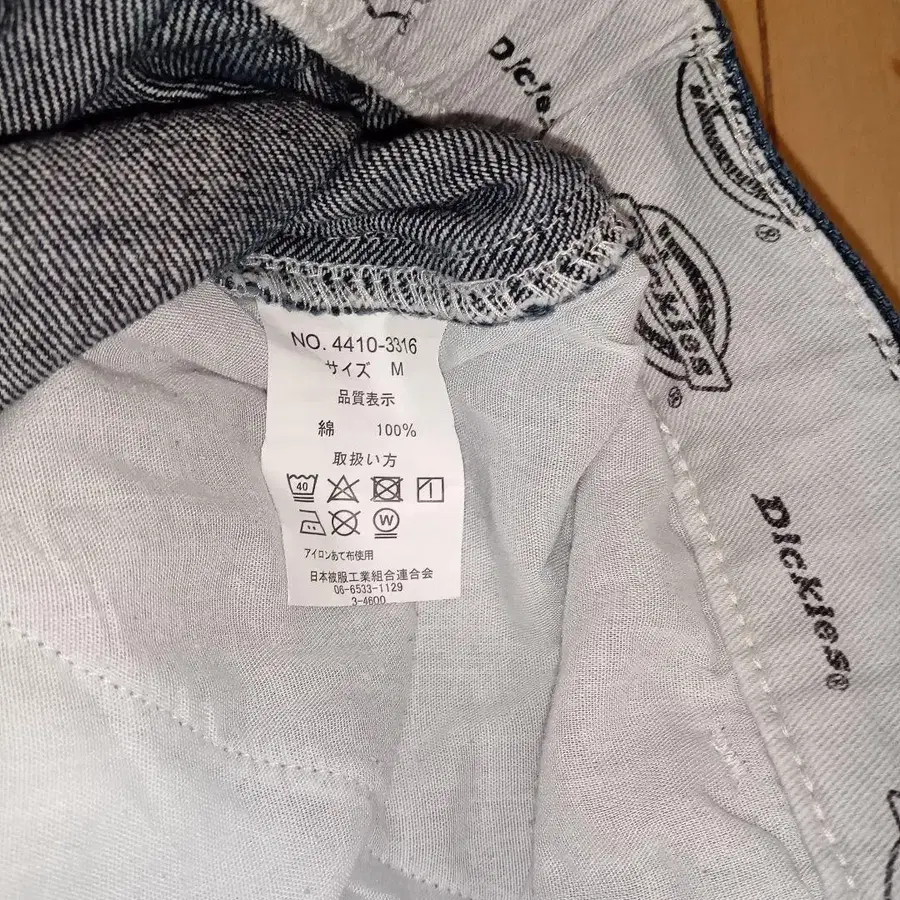 Dickies
Dickies
®
Dickies
®
NO. 4410-3316
サイズ M
品質表示
綿 100%
取扱い方
40
W
アイロンあて布使用
日本被服工業組合連合会
06-6533-1129
3-4600
Dickies®